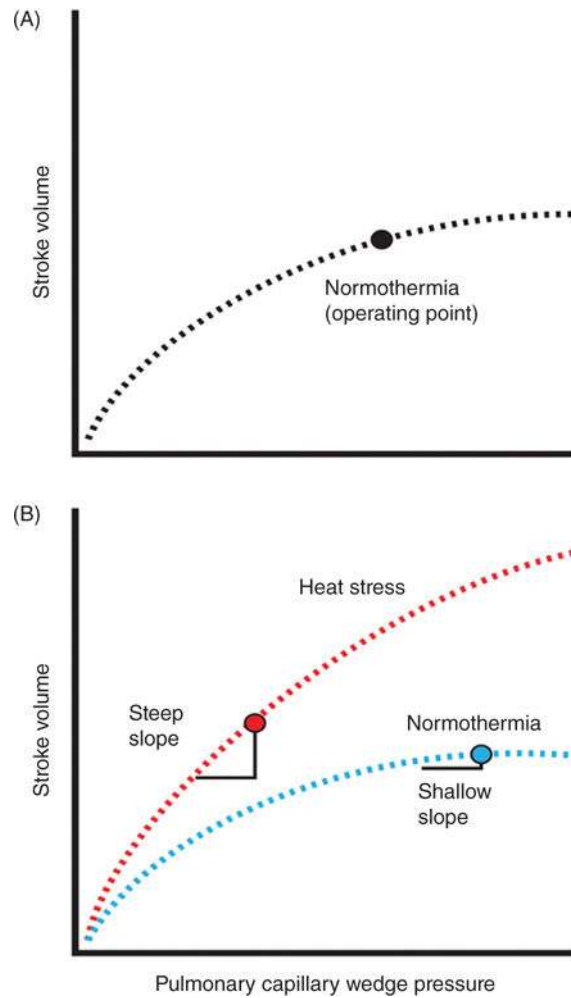 (A)
Stroke volume
Normothermia
(operating point)
(B)
Stroke volume
Heat stress
Steep
slope
Normothermia
Shallow
slope
Pulmonary capillary wedge pressure